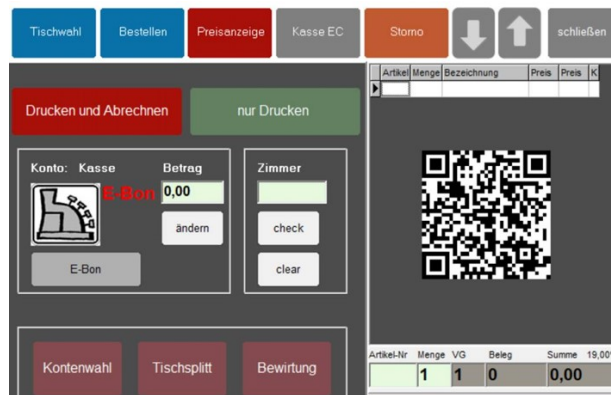 Tischwahl Bestellen Preisanzeige Kasse EC Storno schließen
Artikel Menge Bezeichnung Preis Preis K
Drucken und Abrechnen nur Drucken
Konto: Kasse Betrag Zimmer
E-Bon 0,00
ändern check
E-Bon clear
Artikel-Nr Menge VG Beleg Summe 19,00
1 1 0 0,00
Kontenwahl Tischsplitt Bewirtung